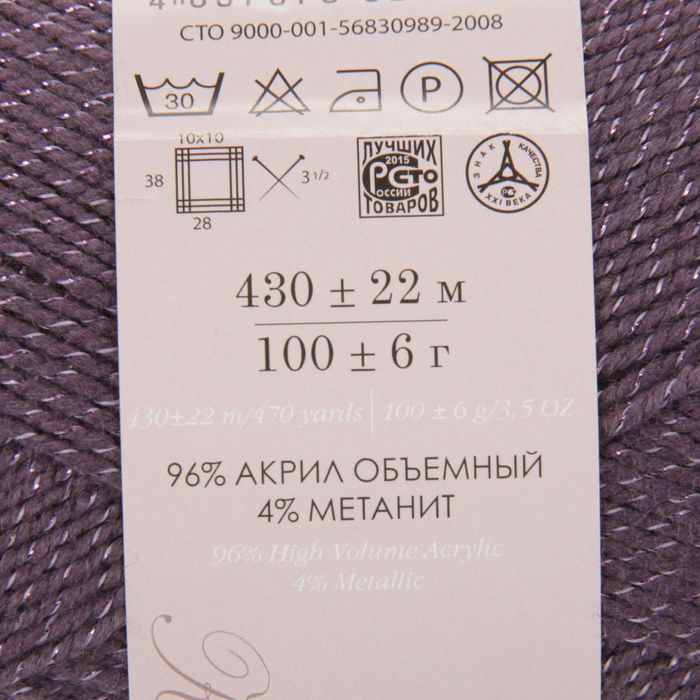 СТО 9000-001-56830989-2008
30
P
10x10
38
28
3 1/2
ЛУЧШИХ
2015
СТО
РОССИИ
ТОВАРОВ
ЗНАК КАЧЕСТВА
XXI ВЕКА
430 ± 22 м
100 ± 6 г
430±22 m/470 yards | 100 ± 6 g/3,5 OZ
96% АКРИЛ ОБЪЕМНЫЙ
4% МЕТАНИТ
96% High Volume Acrylic
4% Metallic